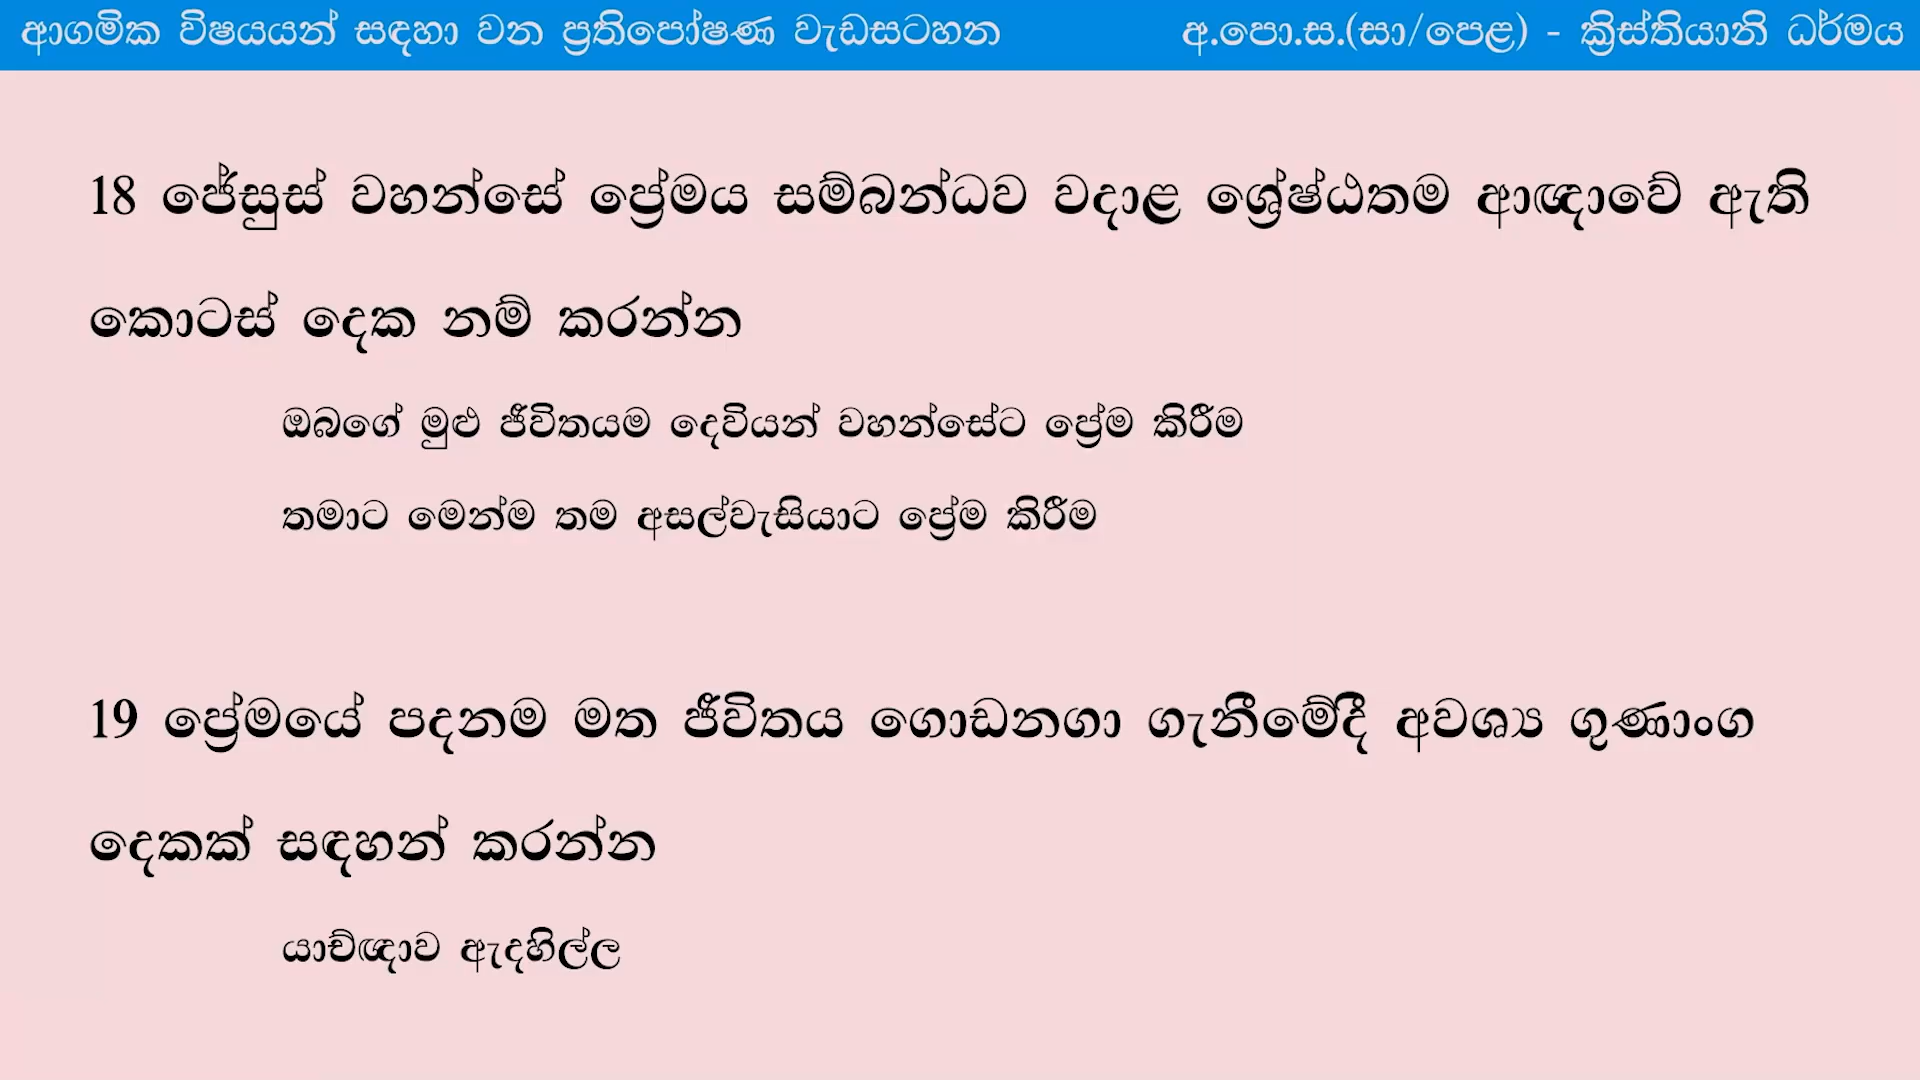 ආගමික විෂයයන් සඳහා වන ප්‍රතිපෝෂණ වැඩසටහන
අ.පො.ස.(සා/පෙළ) - ක්‍රිස්තියානි ධර්මය
18 ජේසුස් වහන්සේ ප්‍රේමය සම්බන්ධව වදාළ ශ්‍රේෂ්ඨතම ආඥාවේ ඇති
කොටස් දෙක නම් කරන්න
ඔබගේ මුළු ජීවිතයම දෙවියන් වහන්සේට ප්‍රේම කිරීම
තමාට මෙන්ම තම අසල්වැසියාට ප්‍රේම කිරීම
19 ප්‍රේමයේ පදනම මත ජීවිතය ගොඩනගා ගැනීමේදී අවශ්‍ය ගුණාංග
දෙකක් සඳහන් කරන්න
යාච්ඥාව ඇදහිල්ල